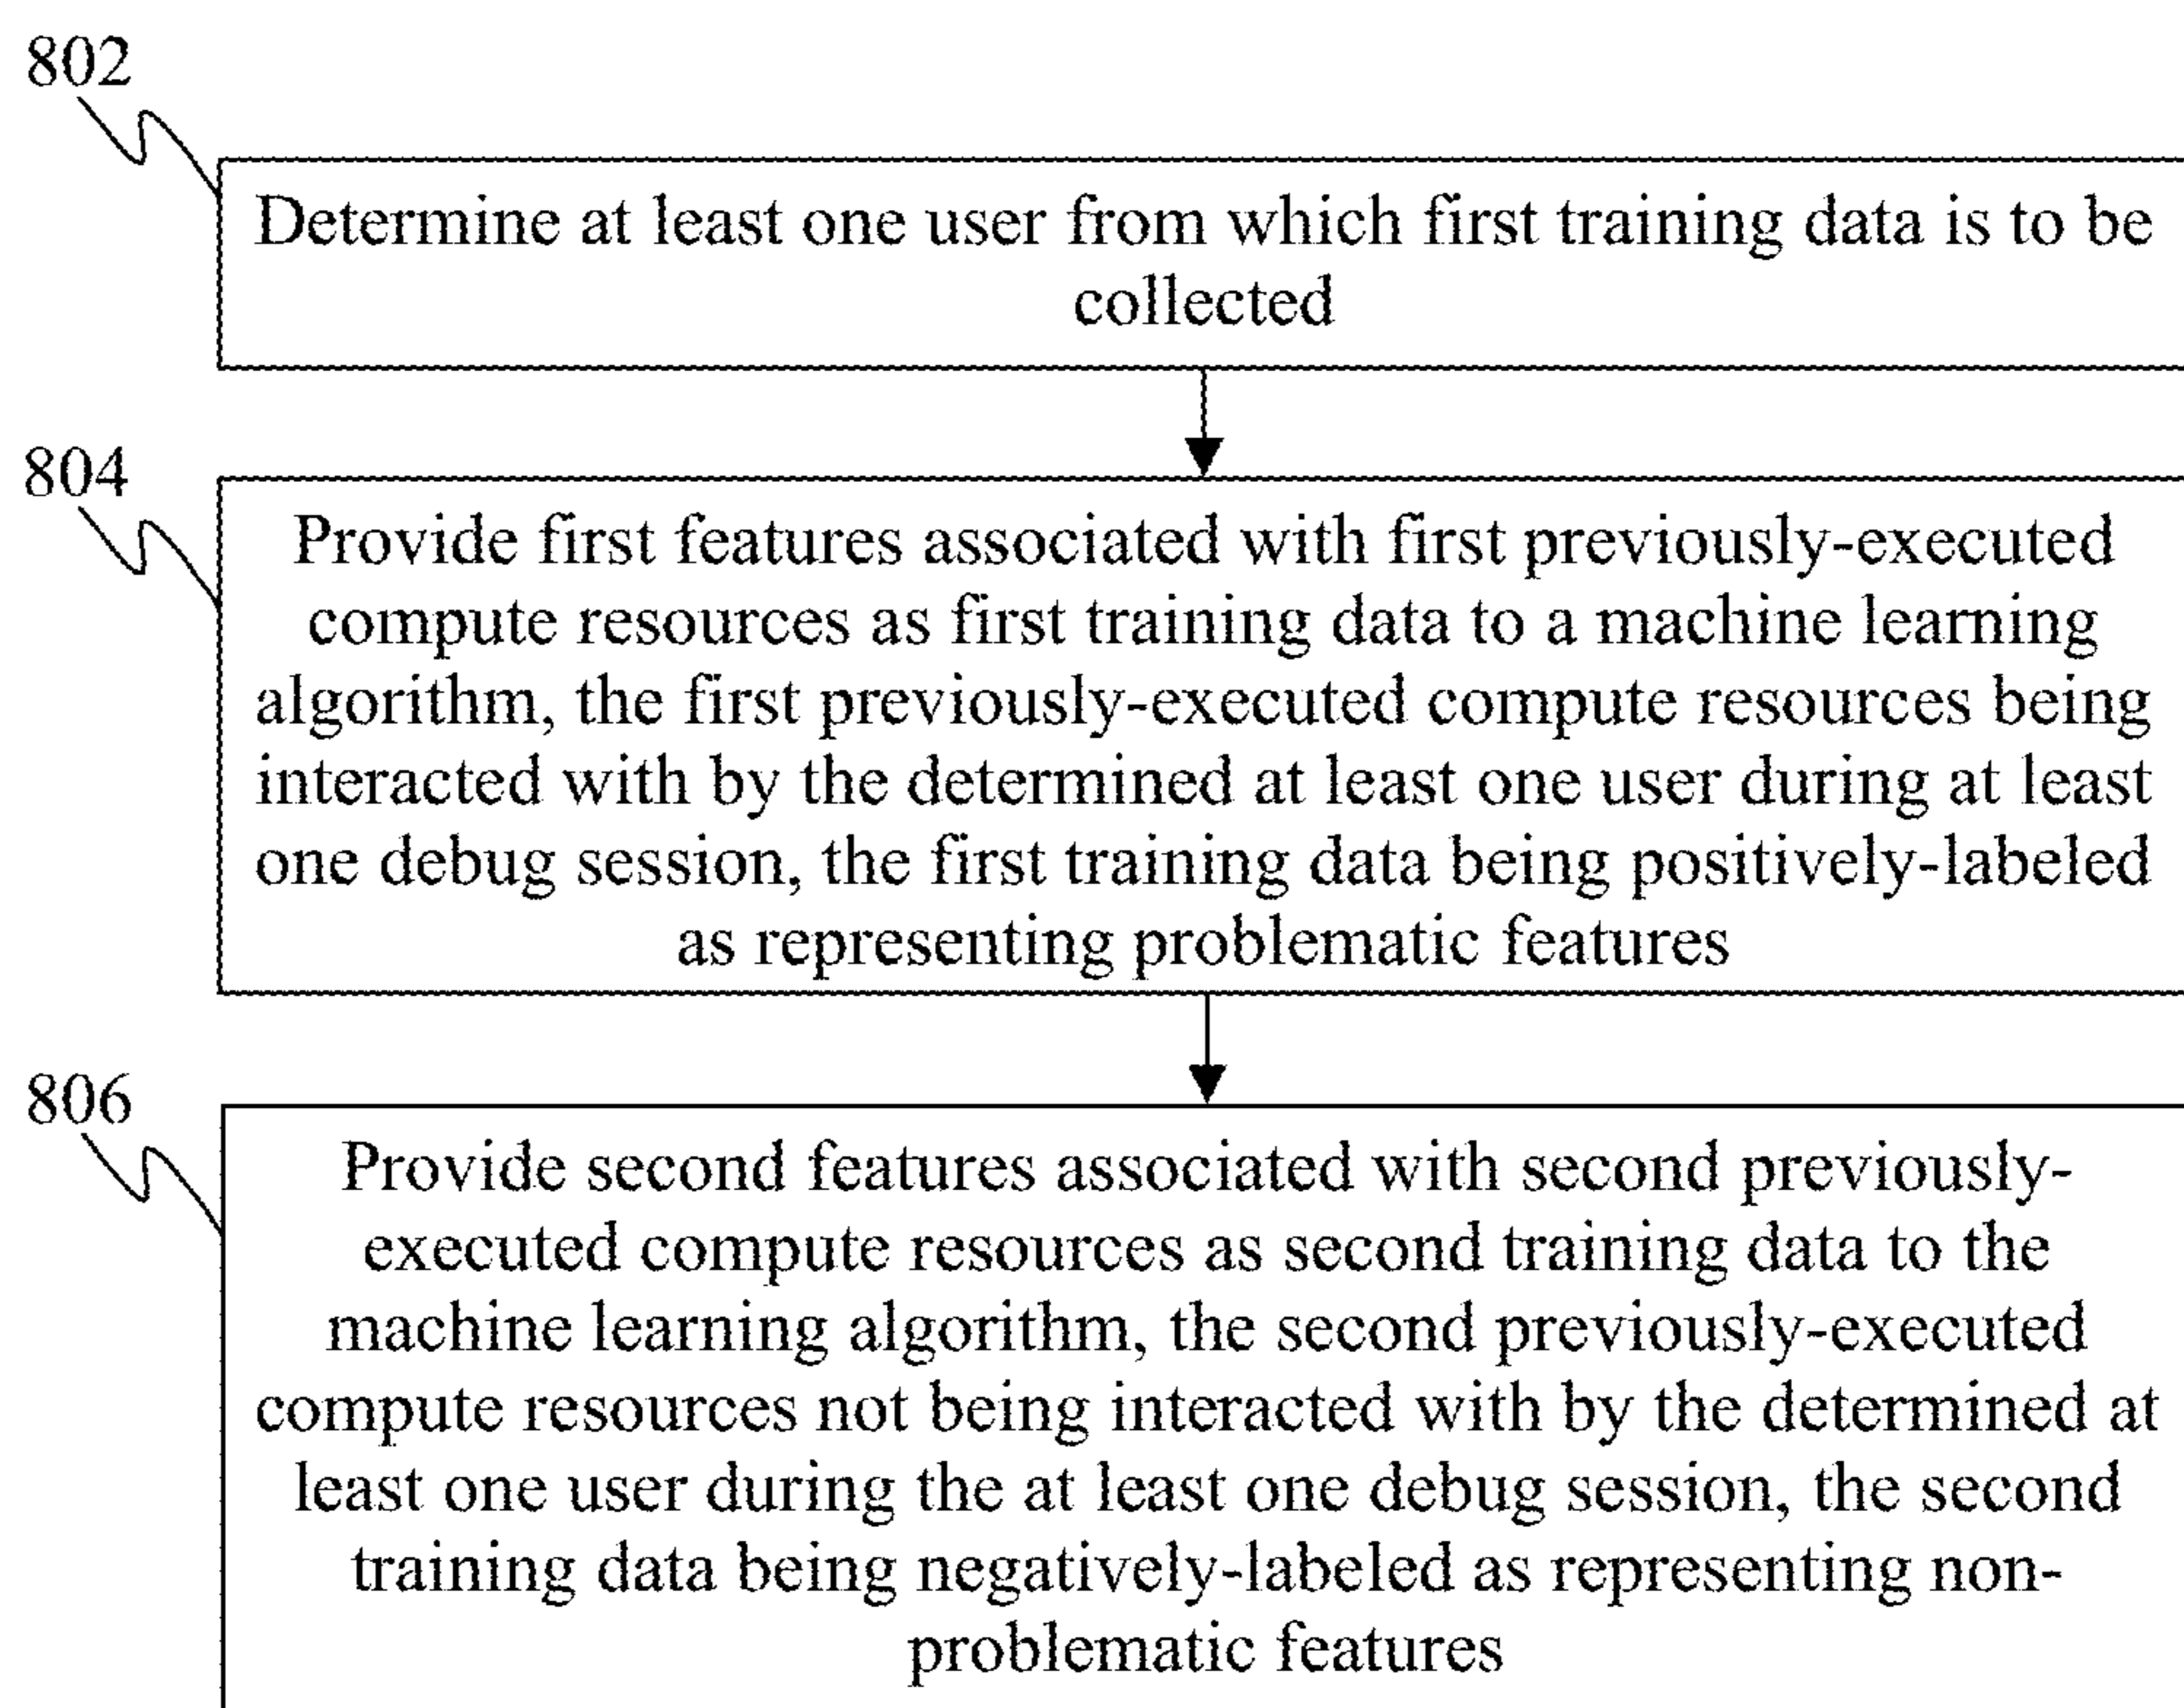 802
Determine at least one user from which first training data is to be
collected
804
Provide first features associated with first previously-executed
compute resources as first training data to a machine learning
algorithm, the first previously-executed compute resources being
interacted with by the determined at least one user during at least
one debug session, the first training data being positively-labeled
as representing problematic features
806
Provide second features associated with second previously-
executed compute resources as second training data to the
machine learning algorithm, the second previously-executed
compute resources not being interacted with by the determined at
least one user during the at least one debug session, the second
training data being negatively-labeled as representing non-
problematic features